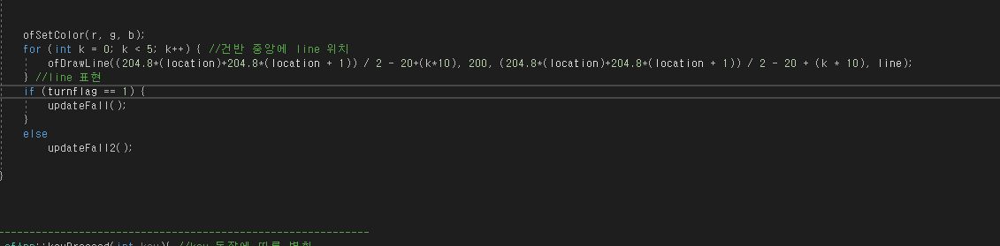 ofSetColor(r, g, b);
for (int k = 0; k < 5; k++) { //건반 중앙에 line 위치
ofDrawLine((204.8*(location)+204.8*(location + 1)) / 2 - 20+(k*10), 200, (204.8*(location)+204.8*(location + 1)) / 2 - 20 + (k * 10), line);
} //line 표현
if (turnflag == 1) {
updateFall();
}
else
updateFall2();
}
//key